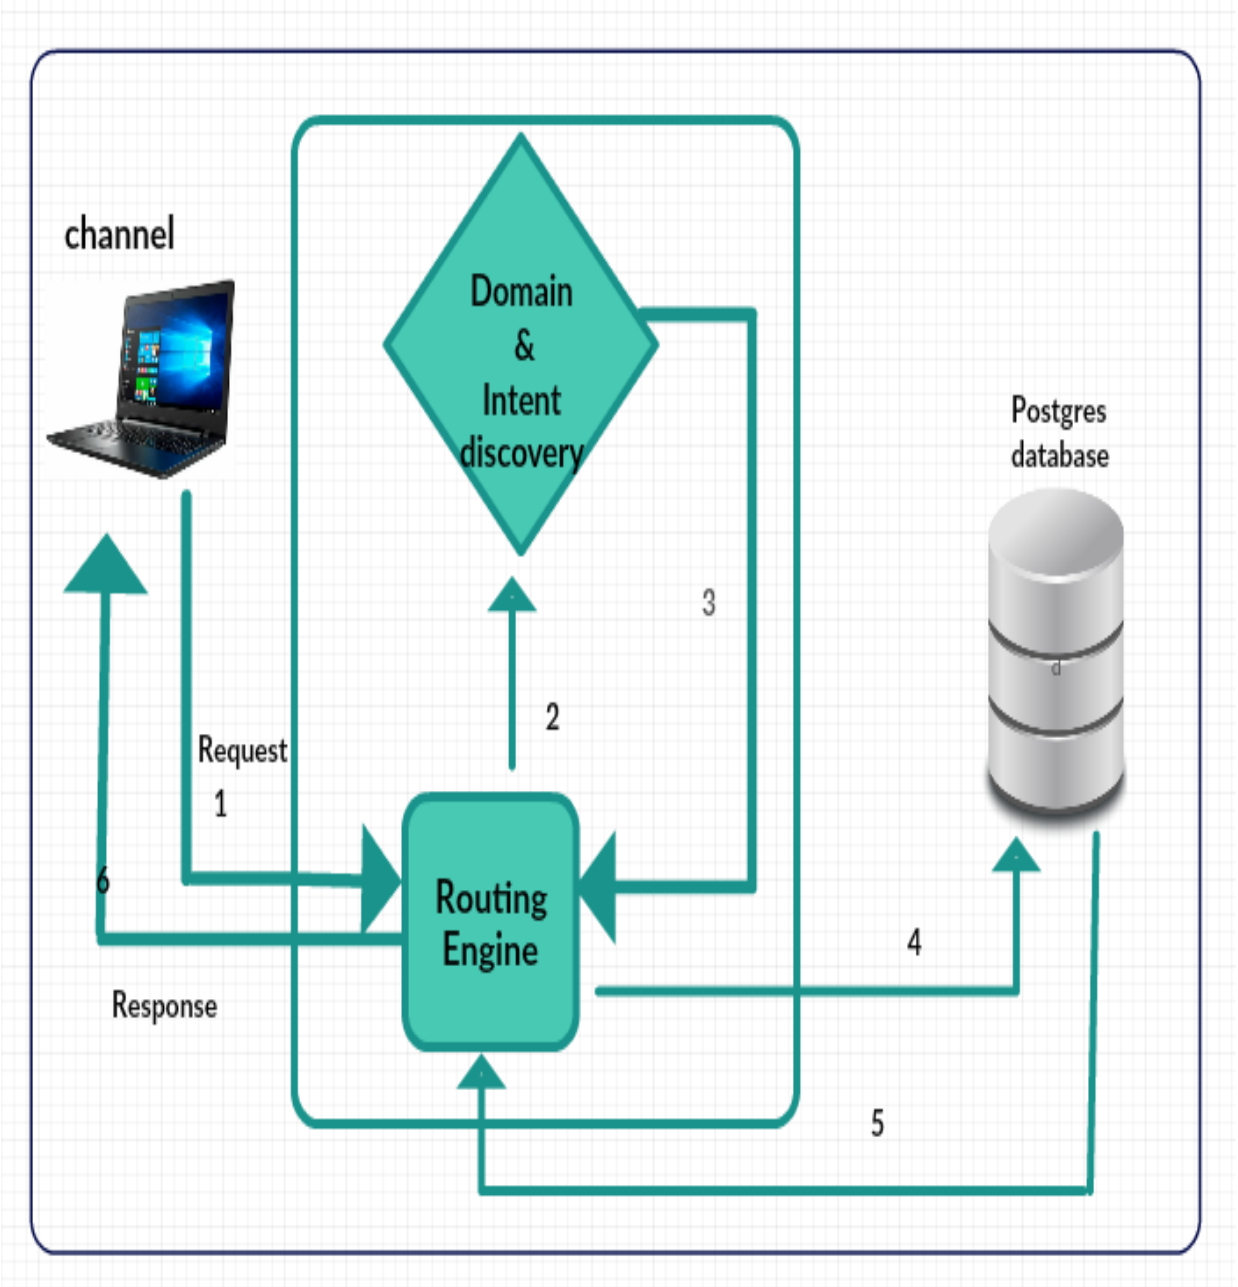 channel
Domain
&
Intent
discovery
Postgres
database
d
3
2
Request
1
6
Routing
Engine
4
Response
5